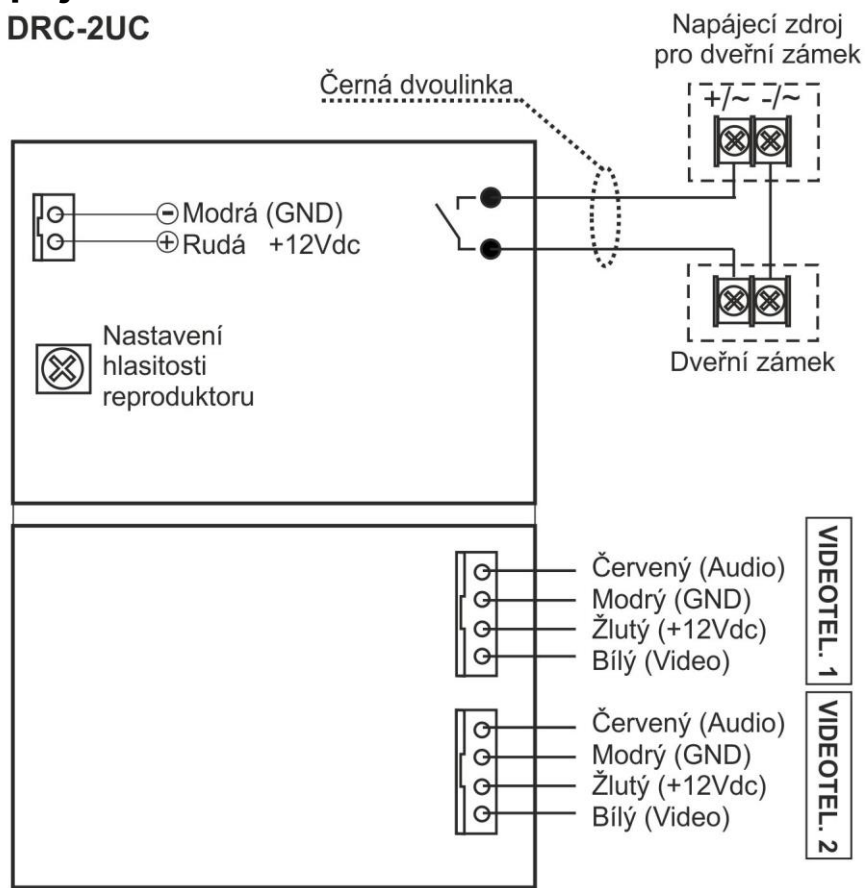 DRC-2UC
Napájecí zdroj
pro dveřní zámek
Černá dvoulinka
+/~ -/~
Modrá (GND)
Rudá +12Vdc
Nastavení
hlasitosti
reproduktoru
Dveřní zámek
Červený (Audio)
Modrý (GND)
Žlutý (+12Vdc)
Bílý (Video)
VIDEOTEL. 1
Červený (Audio)
Modrý (GND)
Žlutý (+12Vdc)
Bílý (Video)
VIDEOTEL. 2